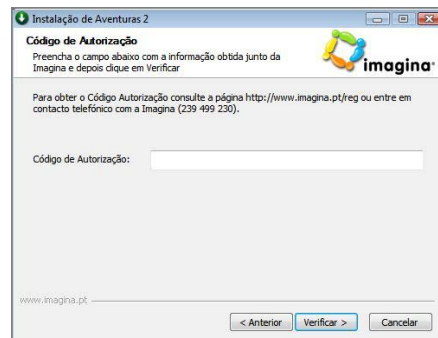 Instalação de Aventuras 2
Código de Autorização
Preencha o campo abaixo com a informação obtida junto da
Imagina e depois clique em Verificar
imagina
Para obter o Código Autorização consulte a página http://www.imagina.pt/reg ou entre em
contacto telefónico com a Imagina (239 499 230).
Código de Autorização:
www.imagina.pt
< Anterior
Verificar >
Cancelar